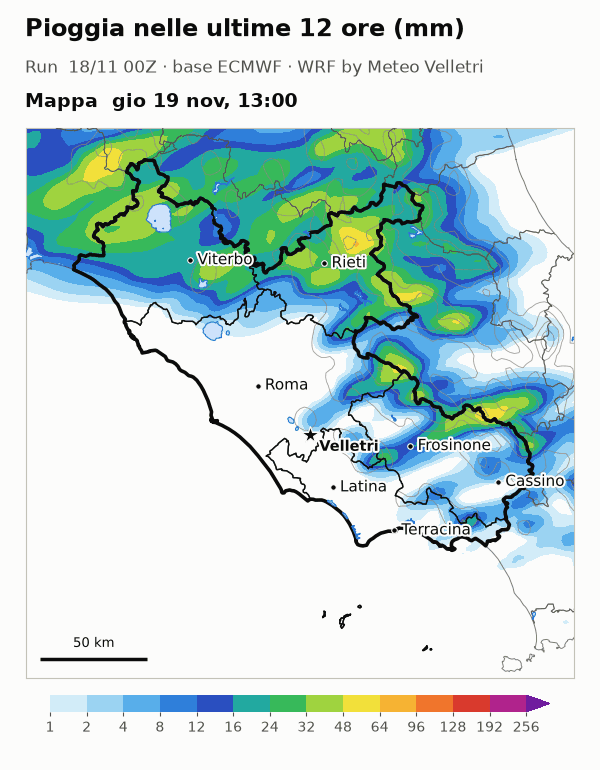 Pioggia nelle ultime 12 ore (mm)
Run  18/11 00Z · base ECMWF · WRF by Meteo Velletri
Mappa  gio 19 nov, 13:00
Viterbo
Rieti
Roma
Velletri
Frosinone
Latina
Cassino
Terracina
50 km
1 2 4 8 12 16 24 32 48 64 96 128 192 256